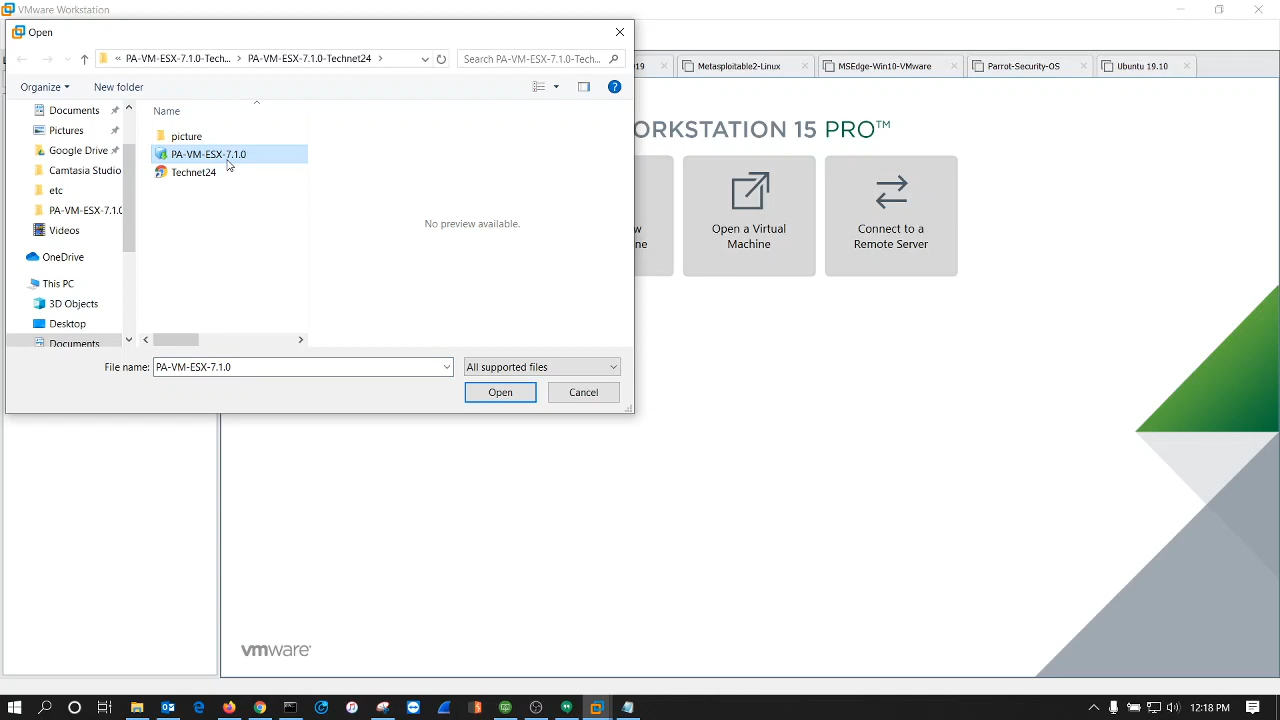 VMware Workstation
Open
« PA-VM-ESX-7.1.0-Tech... > PA-VM-ESX-7.1.0-Technet24 >
Search PA-VM-ESX-7.1.0-Tech...
Organize
New folder
Name
Documents
Pictures
Google Drive
Camtasia Studio
etc
PA-VM-ESX-7.1.0
Videos
OneDrive
This PC
3D Objects
Desktop
Documents
picture
PA-VM-ESX-7.1.0
Technet24
No preview available.
File name:
PA-VM-ESX-7.1.0
All supported files
Open
Cancel
19
Metasploitable2-Linux
MSEdge-Win10-VMware
Parrot-Security-OS
Ubuntu 19.10
ORKSTATION 15 PRO™
w
ne
Open a Virtual
Machine
Connect to a
Remote Server
vmware
12:18 PM